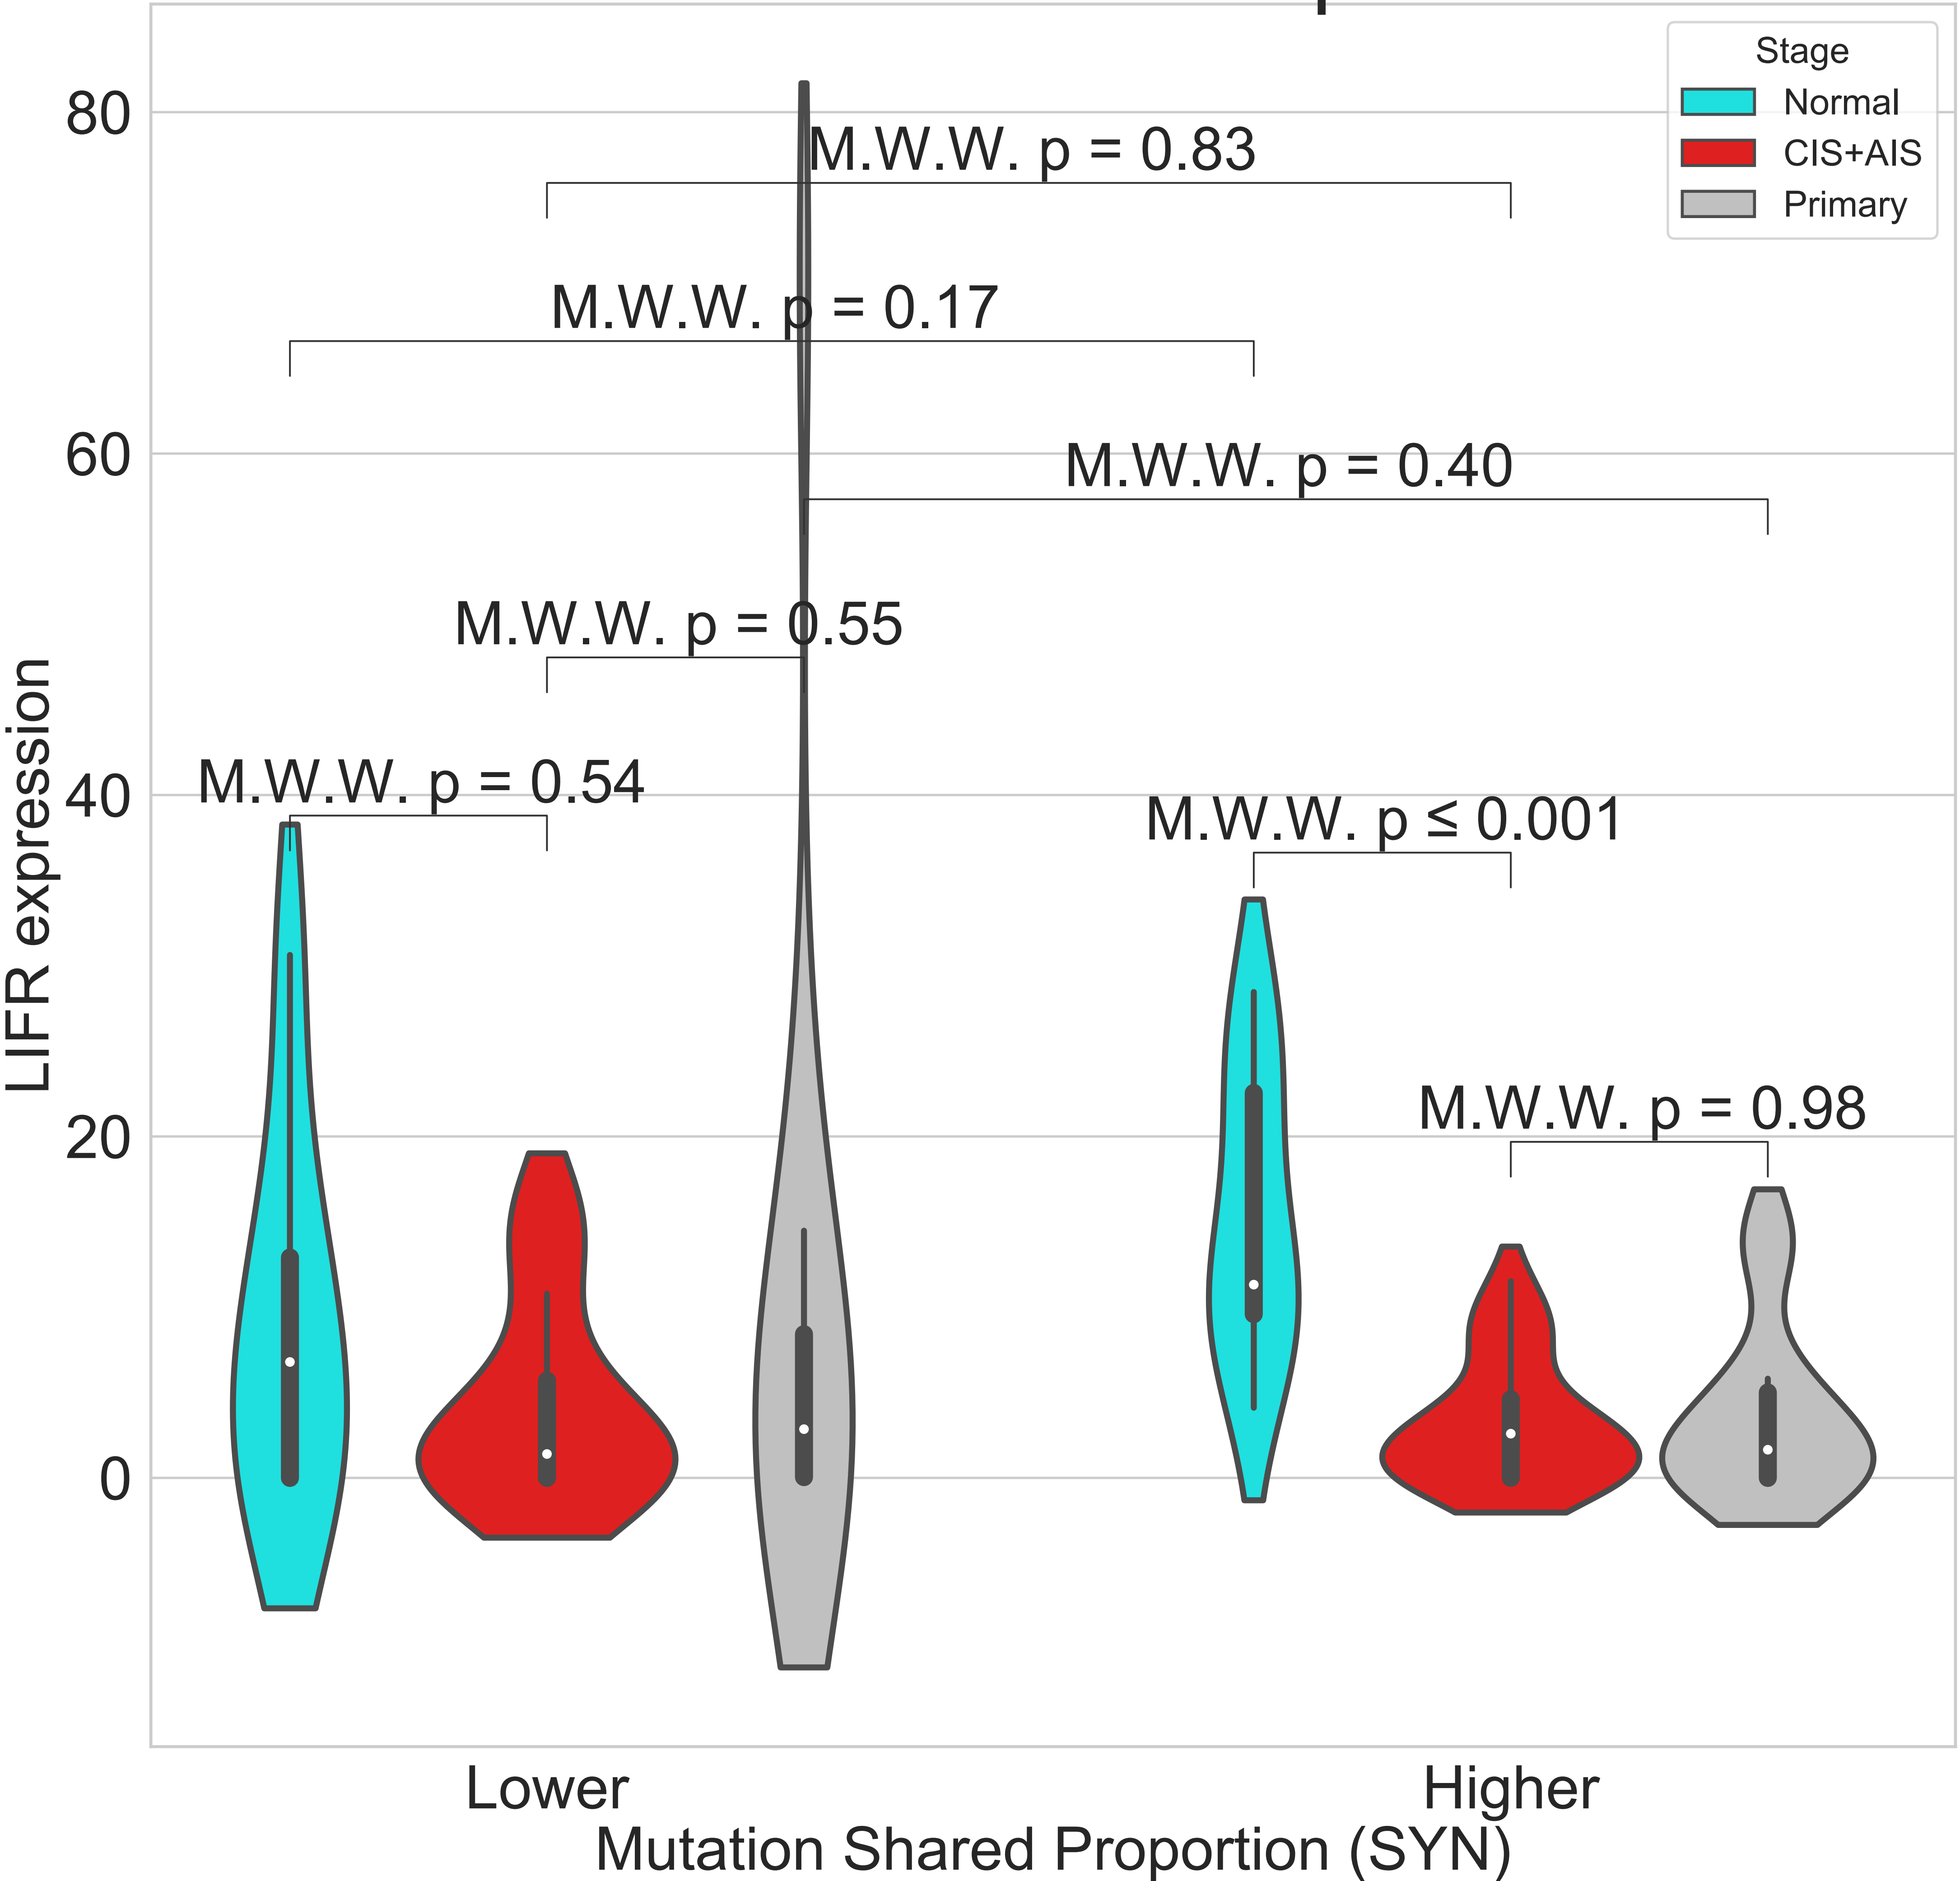 Stage
Normal
CIS+AIS
Primary
80
60
40
20
0
LIFR expression
M.W.W. p = 0.83
M.W.W. p = 0.17
M.W.W. p = 0.40
M.W.W. p = 0.55
M.W.W. p = 0.54
M.W.W. p ≤ 0.001
M.W.W. p = 0.98
Lower
Higher
Mutation Shared Proportion (SYN)